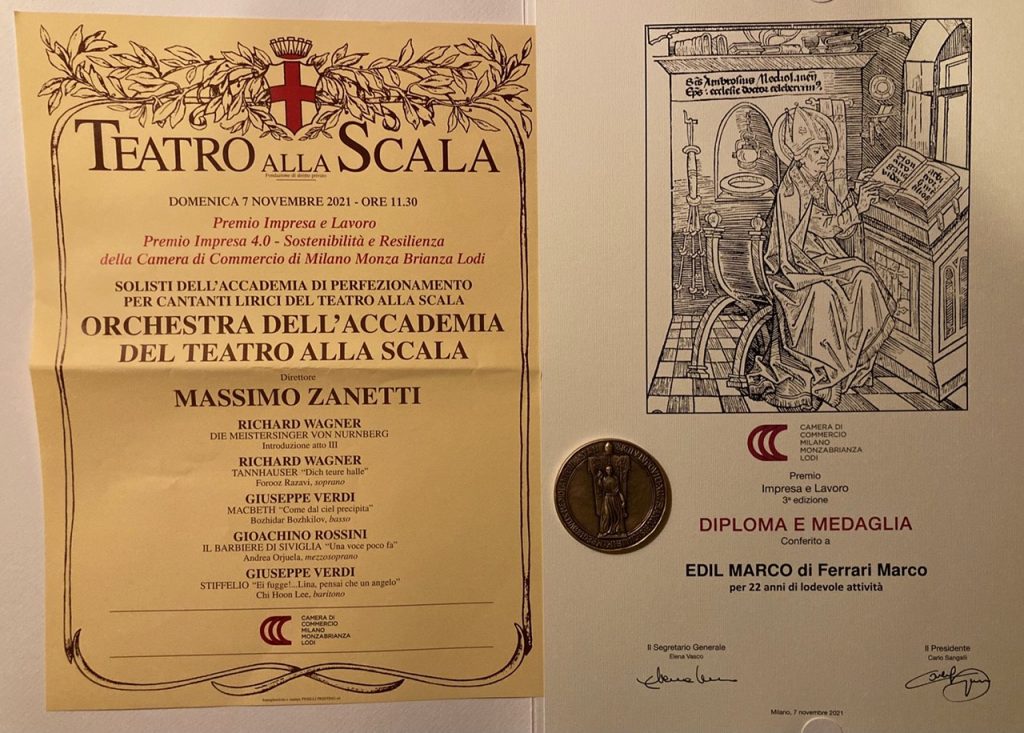 TEATRO ALLA SCALA
Fondazione di diritto privato
DOMENICA 7 NOVEMBRE 2021 - ORE 11.30
Premio Impresa e Lavoro
Premio Impresa 4.0 - Sostenibilità e Resilienza
della Camera di Commercio di Milano Monza Brianza Lodi
SOLISTI DELL'ACCADEMIA DI PERFEZIONAMENTO
PER CANTANTI LIRICI DEL TEATRO ALLA SCALA
ORCHESTRA DELL'ACCADEMIA
DEL TEATRO ALLA SCALA
Direttore
MASSIMO ZANETTI
RICHARD WAGNER
DIE MEISTERSINGER VON NURNBERG
Introduzione atto III
RICHARD WAGNER
TANNHAUSER "Dich teure halle"
Forooz Razavi, soprano
GIUSEPPE VERDI
MACBETH "Come dal ciel precipita"
Bozhidar Bozhkilov, basso
GIOACHINO ROSSINI
IL BARBIERE DI SIVIGLIA "Una voce poco fa"
Andrea Orjuela, mezzosoprano
GIUSEPPE VERDI
STIFFELIO "Ei fugge!...Lina, pensai che un angelo"
Chi Hoon Lee, baritono
CAMERA DI
COMMERCIO
MILANO
MONZABRIANZA
LODI
Ambrosius
ecclesie doctor
CAMERA DI
COMMERCIO
MILANO
MONZABRIANZA
LODI
Premio
Impresa e Lavoro
3ª edizione
DIPLOMA E MEDAGLIA
Conferito a
EDIL MARCO di Ferrari Marco
per 22 anni di lodevole attività
Il Segretario Generale
Elena Vasco
Il Presidente
Carlo Sangalli
Milano, 7 novembre 2021